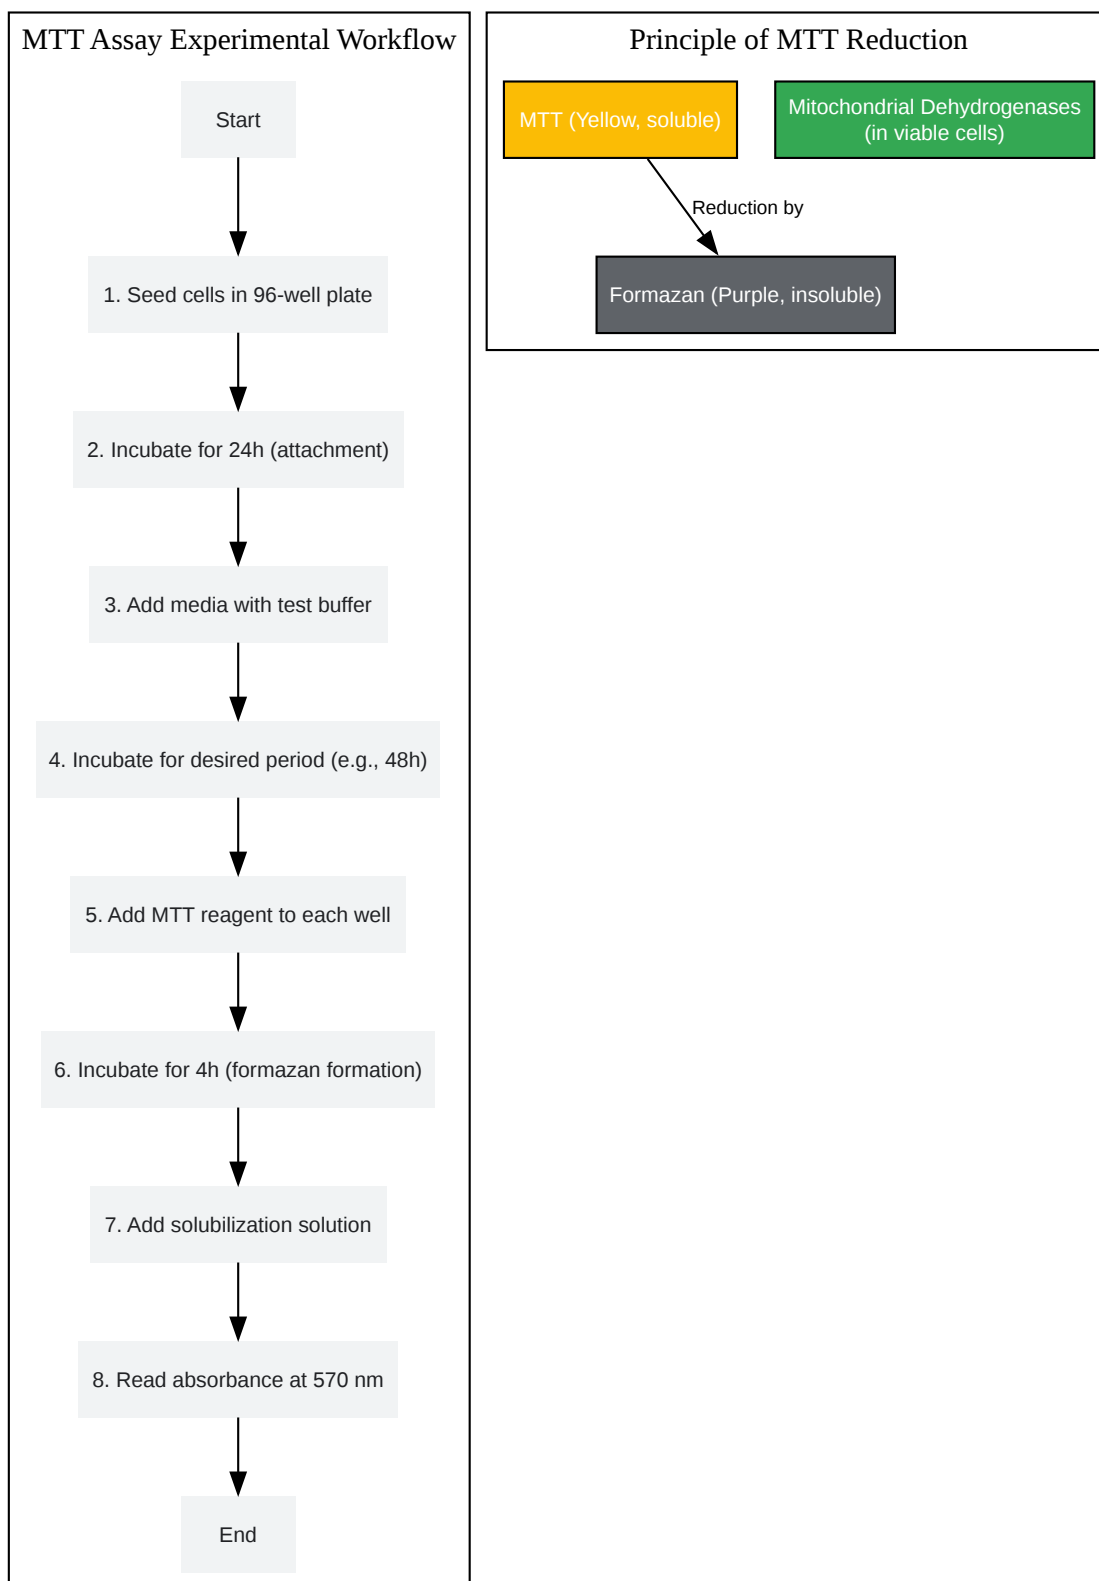 MTT Assay Experimental Workflow
Start
1. Seed cells in 96-well plate
2. Incubate for 24h (attachment)
3. Add media with test buffer
4. Incubate for desired period (e.g., 48h)
5. Add MTT reagent to each well
6. Incubate for 4h (formazan formation)
7. Add solubilization solution
8. Read absorbance at 570 nm
End
Principle of MTT Reduction
MTT (Yellow, soluble)
Mitochondrial Dehydrogenases
(in viable cells)
Reduction by
Formazan (Purple, insoluble)